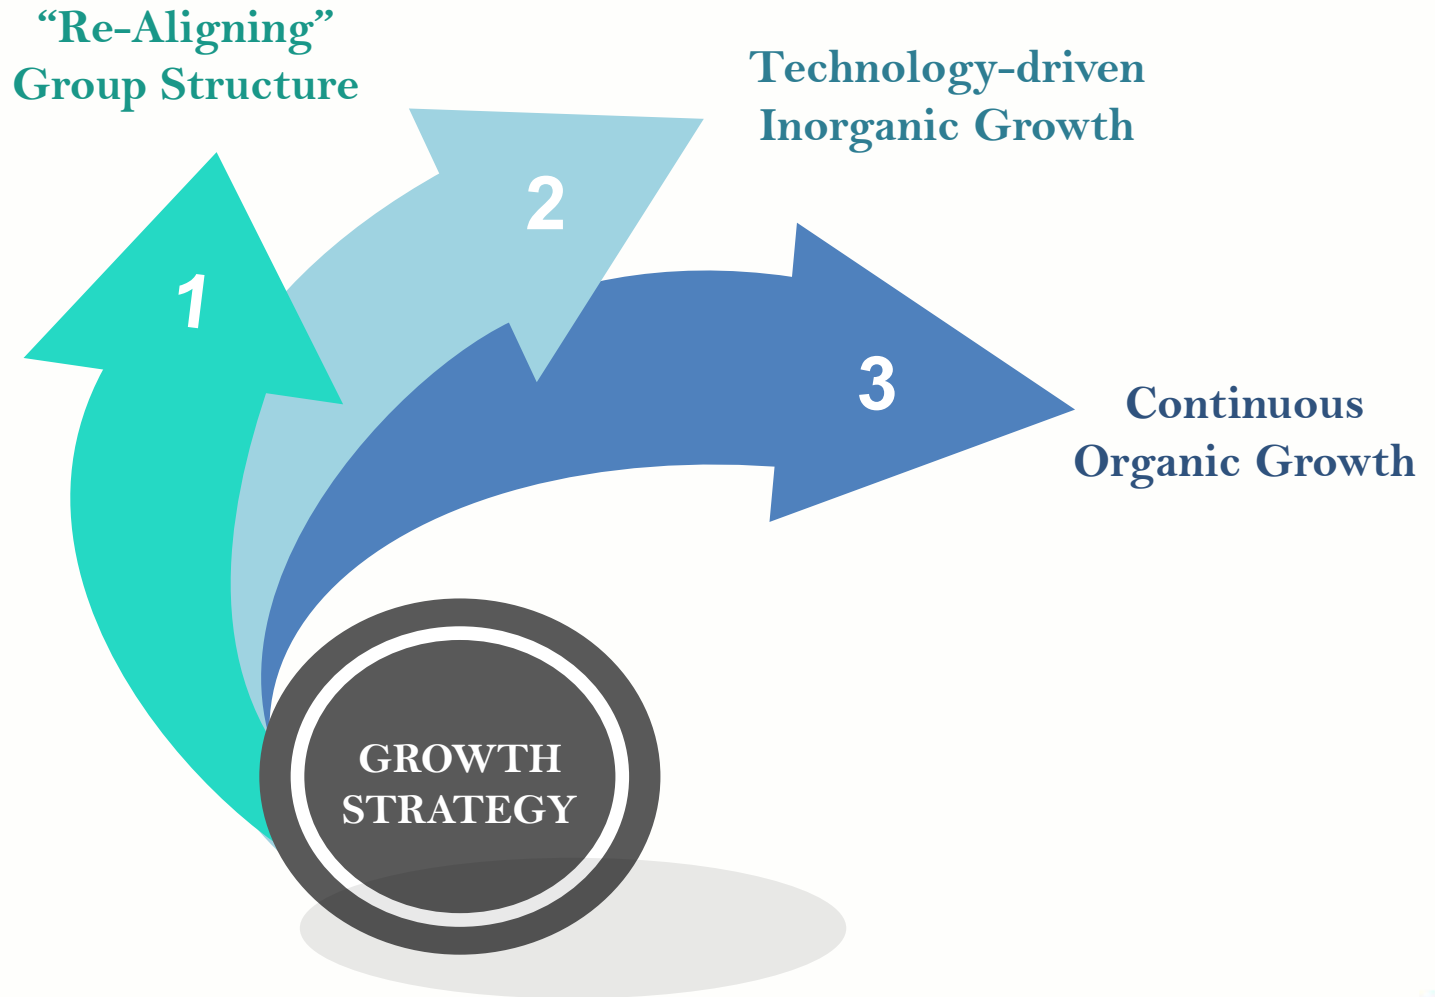 “Re-Aligning”
Group Structure
Technology-driven
Inorganic Growth
1
2
3
Continuous
Organic Growth
GROWTH
STRATEGY